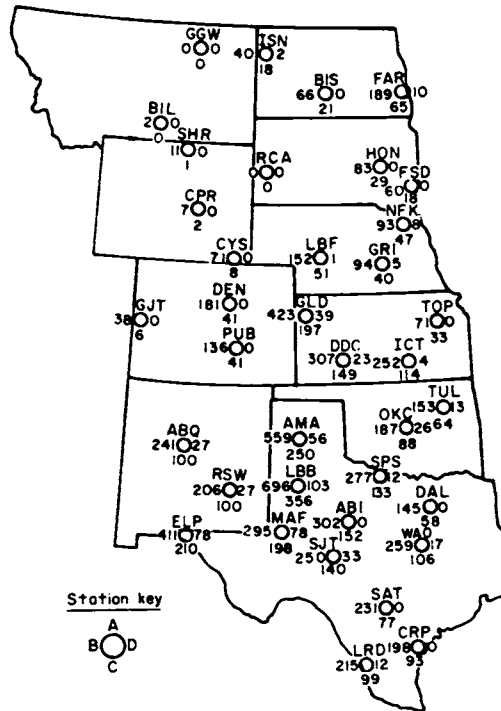 GGW
0 0
0
ISN
40 2
18
BIS
66 0
21
FAR
189 10
65
BIL
2 0
0
SHR
11 0
1
RCA
0 0
0
HON
83 0
29
FSD
60 0
18
CPR
7 0
2
NFK
93 8
47
CYS
71 0
8
LBF
152 1
51
GRI
94 5
40
DEN
181 0
41
GJT
38 0
6
GLD
423 39
197
TOP
71 0
33
PUB
136 0
41
DDC
307 23
149
ICT
252 4
114
TUL
153 13
64
OKC
187 26
88
ABQ
241 27
100
AMA
559 56
250
SPS
277 12
133
RSW
206 27
100
LBB
696 103
356
DAL
145 0
58
ELP
411 78
210
MAF
295 78
198
ABI
302 0
152
WAO
259 17
106
SJT
250 33
140
SAT
231 0
77
Station key
A
B D
C
LRD
215 12
99
CRP
198 0
93